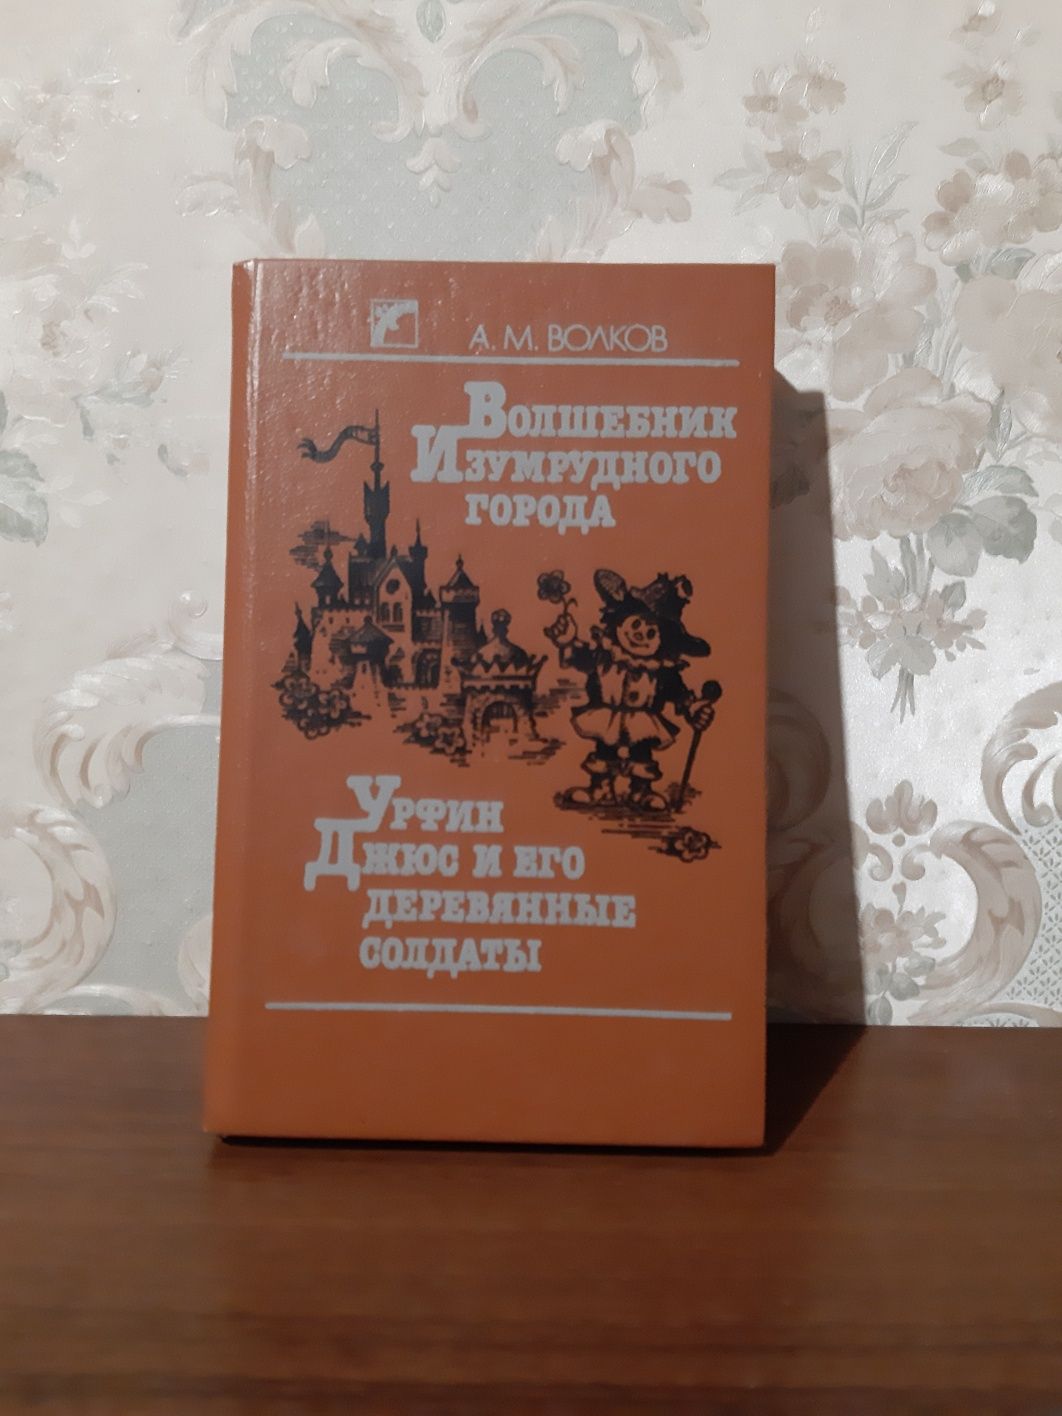 А. М. ВОЛКОВ
ВОЛШЕБНИК
ИЗУМРУДНОГО
ГОРОДА
УРФИН
ДЖЮС И ЕГО
ДЕРЕВЯННЫЕ
СОЛДАТЫ